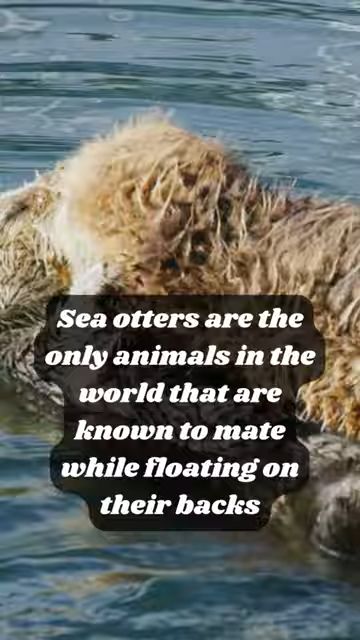 Sea otters are the
only animals in the
world that are
known to mate
while floating on
their backs